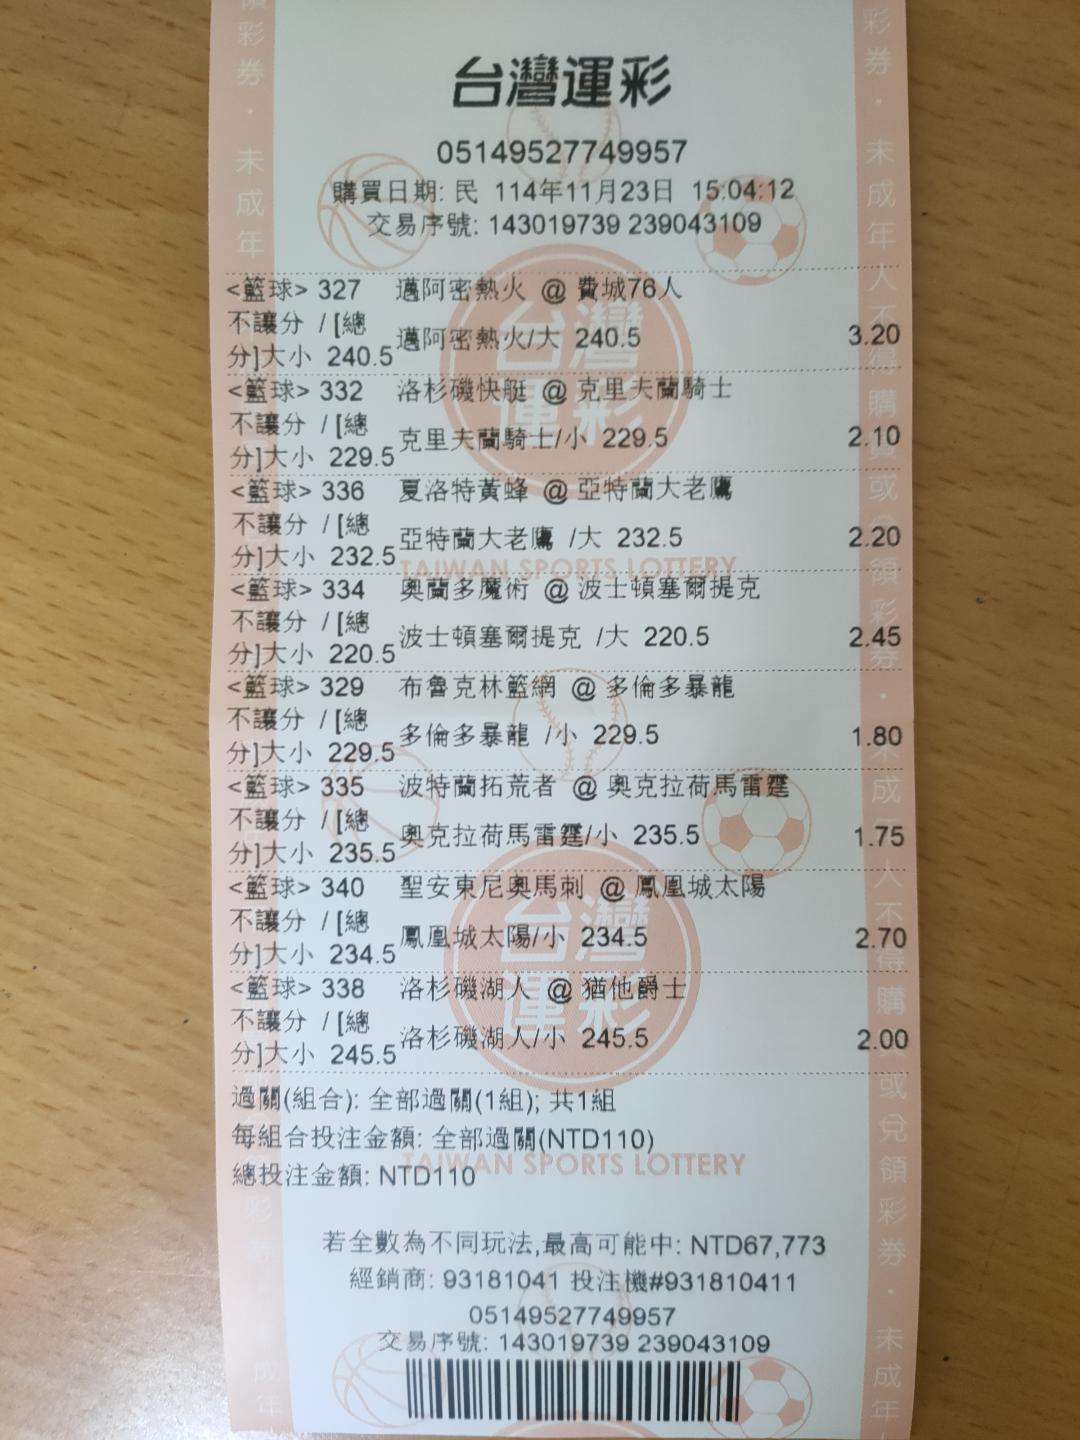 台灣運彩
05149527749957
購買日期: 民 114年11月23日 15:04:12
交易序號: 143019739 239043109
<籃球> 327 邁阿密熱火 @ 費城76人
不讓分 / [總
分]大小 240.5 邁阿密熱火/大 240.5 3.20
<籃球> 332 洛杉磯快艇 @ 克里夫蘭騎士
不讓分 / [總
分]大小 229.5 克里夫蘭騎士/小 229.5 2.10
<籃球> 336 夏洛特黃蜂 @ 亞特蘭大老鷹
不讓分 / [總
分]大小 232.5 亞特蘭大老鷹 /大 232.5 2.20
TAIWAN SPORTS LOTTERY
<籃球> 334 奧蘭多魔術 @ 波士頓塞爾提克
不讓分 / [總
分]大小 220.5 波士頓塞爾提克 /大 220.5 2.45
<籃球> 329 布魯克林籃網 @ 多倫多暴龍
不讓分 / [總
分]大小 229.5 多倫多暴龍 /小 229.5 1.80
<籃球> 335 波特蘭拓荒者 @ 奧克拉荷馬雷霆
不讓分 / [總
分]大小 235.5 奧克拉荷馬雷霆/小 235.5 1.75
<籃球> 340 聖安東尼奧馬刺 @ 鳳凰城太陽
不讓分 / [總
分]大小 234.5 鳳凰城太陽/小 234.5 2.70
<籃球> 338 洛杉磯湖人 @ 猶他爵士
不讓分 / [總
分]大小 245.5 洛杉磯湖人/小 245.5 2.00
過關(組合): 全部過關(1組); 共1組
每組合投注金額: 全部過關(NTD110)
TAIWAN SPORTS LOTTERY
總投注金額: NTD110
若全數為不同玩法,最高可能中: NTD67,773
經銷商: 93181041 投注機#931810411
05149527749957
交易序號: 143019739 239043109
台灣運彩
台灣運彩